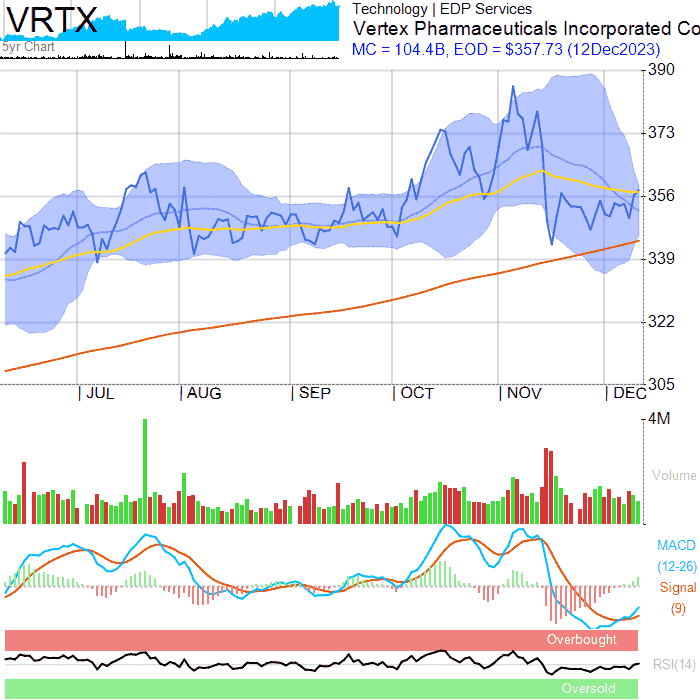 VRTX
5yr Chart
Technology | EDP Services
Vertex Pharmaceuticals Incorporated Co
MC = 104.4B, EOD = $357.73 (12Dec2023)
390
373
356
339
322
305
JUL
AUG
SEP
OCT
NOV
DEC
4M
Volume
MACD
(12-26)
Signal
(9)
Overbought
RSI(14)
Oversold